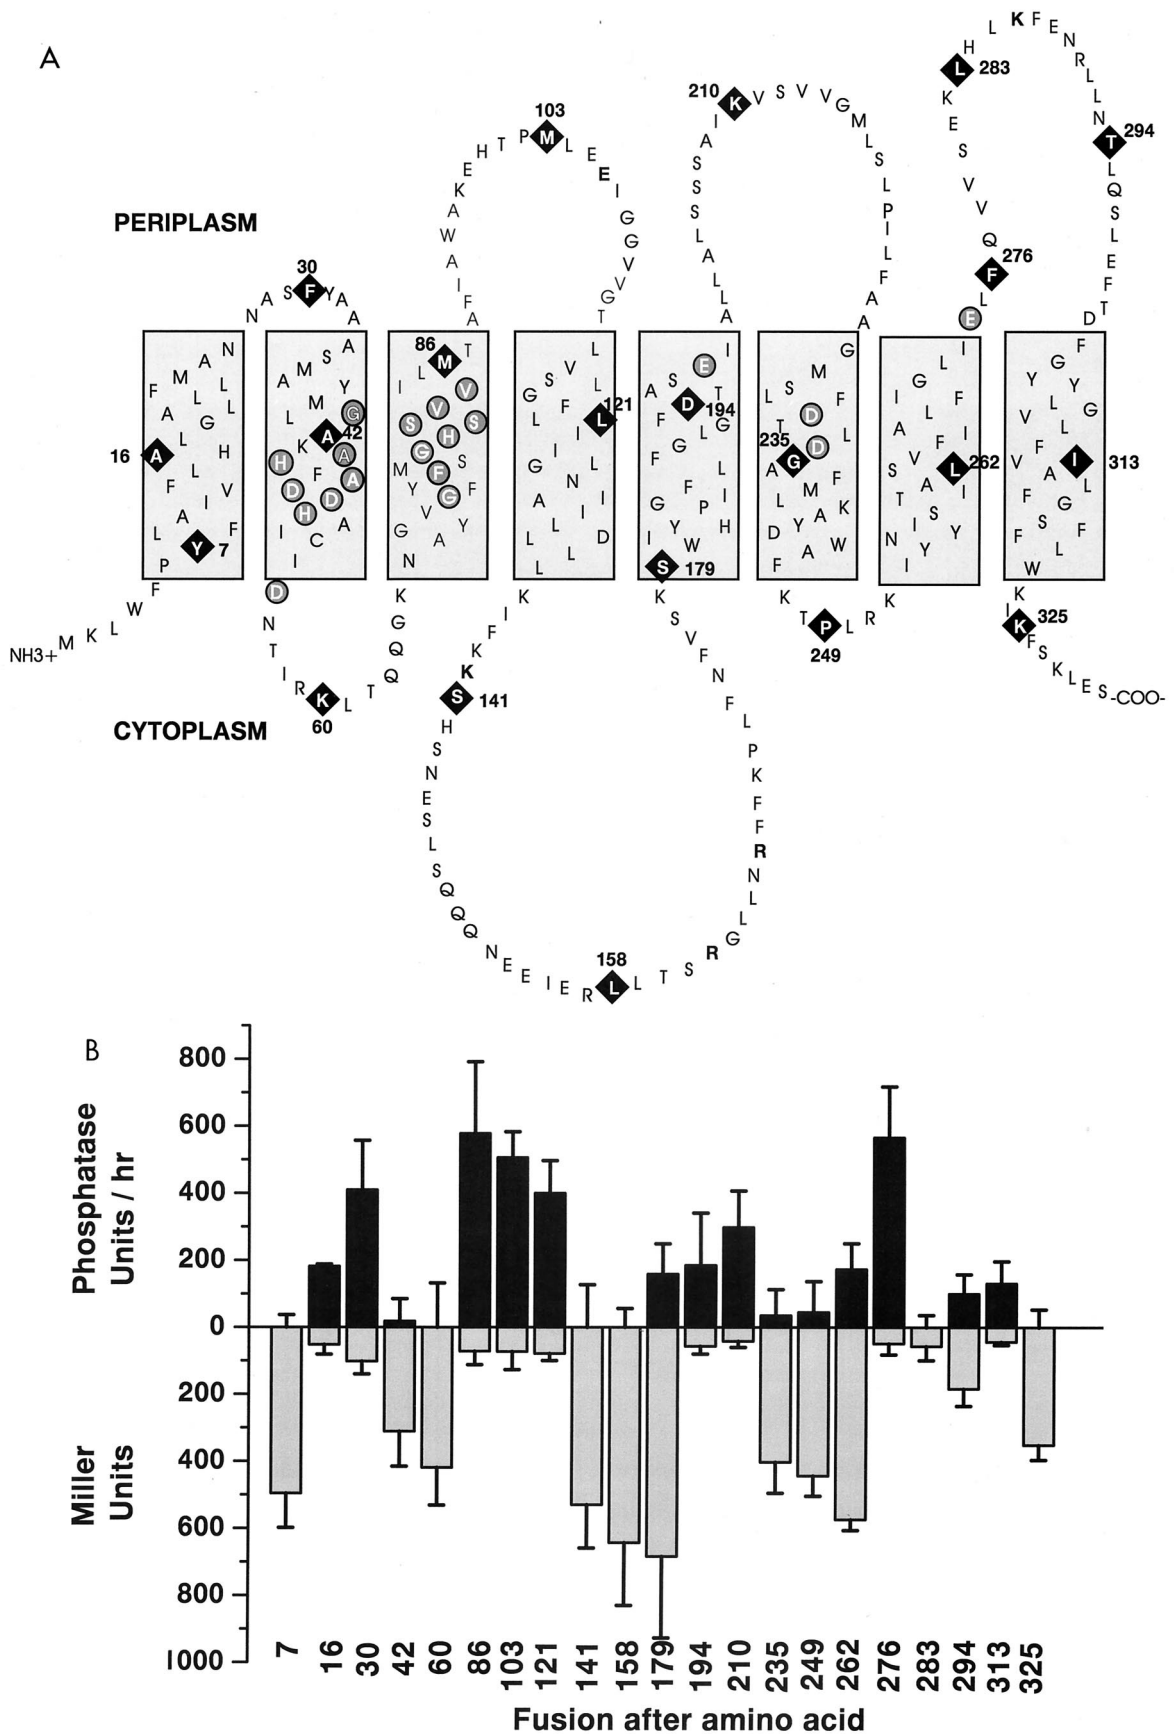 A
PERIPLASM
CYTOPLASM
NH3+ M K L W F
P L Y 7 F A I V F A 16 L H A L G L F M L L A N
N A S F Y A A
30
A S M A Y M L G A 42 K A H F A D D H A I C I
D N T I R K L T Q Q G K
60
N G A Y V Y G F M F S G H S S V V I L M T
86
A F I A W A K E H T P M L E E I G G V V G T
103
L V S L G F L I I G N A I I L D L L
121
K I F K K S H S N E S L S Q Q Q N E E I E R L L T S R G L L N R F F K P L F N F V S K
141
158
S 179 W I H Y G P F I L F G G L D 194 T S A E I
A L L A L S S S A I K V S V V G M L S L P I L F A A
210
G M S L F D T D L G A F M L K A Y D W A F
235
K T P L R K
249
I Y Y N I S T I L V S I F A F L I L G I
262
E L F Q V V S E K L H L K F E N R L L N T L Q S L E F T D
276
283
294
F G Y Y G L V F I V L A F G F S L F W
313
K I K F S K L E S -COO-
325
B
Phosphatase
Units / hr
800
600
400
200
0
200
400
600
800
1000
Miller
Units
7 16 30 42 60 86 103 121 141 158 179 194 210 235 249 262 276 283 294 313 325
Fusion after amino acid